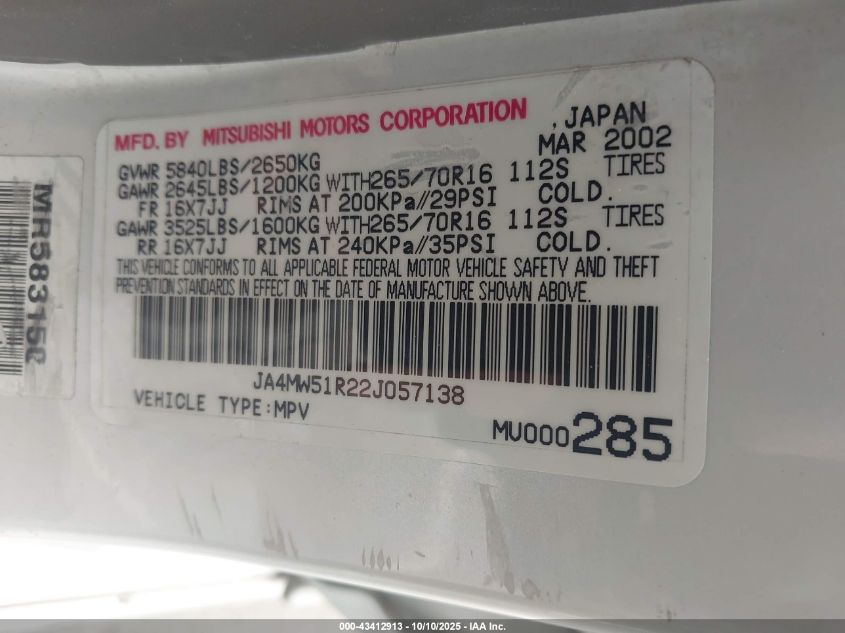 MFD. BY MITSUBISHI MOTORS CORPORATION , JAPAN
MAR 2002
GVWR 5840LBS/2650KG
GAWR 2645LBS/1200KG WITH265/70R16 112S TIRES
FR 16X7JJ RIMS AT 200KPa//29PSI COLD.
GAWR 3525LBS/1600KG WITH265/70R16 112S TIRES
RR 16X7JJ RIMS AT 240KPa//35PSI COLD.
THIS VEHICLE CONFORMS TO ALL APPLICABLE FEDERAL MOTOR VEHICLE SAFETY AND THEFT
PREVENTION STANDARDS IN EFFECT ON THE DATE OF MANUFACTURE SHOWN ABOVE.
JA4MW51R22J057138
VEHICLE TYPE:MPV
MU000285
000-43412913 - 10/10/2025 - IAA Inc.